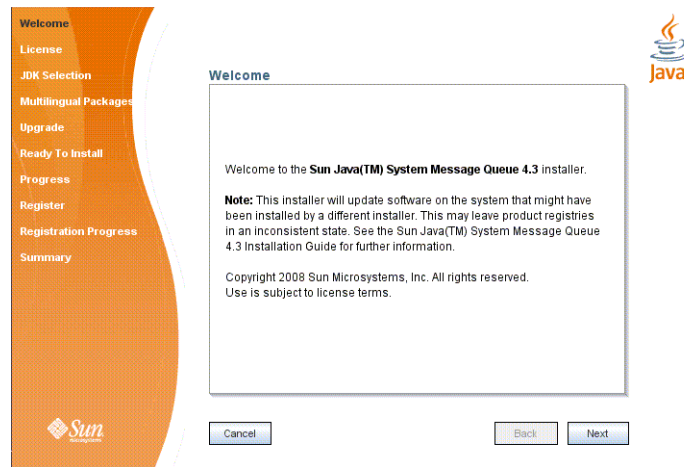 Welcome
License
JDK Selection
Multilingual Packages
Upgrade
Ready To Install
Progress
Register
Registration Progress
Summary
Sun
microsystems
Welcome
Welcome to the Sun Java(TM) System Message Queue 4.3 installer.
Note: This installer will update software on the system that might have
been installed by a different installer. This may leave product registries
in an inconsistent state. See the Sun Java(TM) System Message Queue
4.3 Installation Guide for further information.
Copyright 2008 Sun Microsystems, Inc. All rights reserved.
Use is subject to license terms.
Cancel
Back
Next
Java